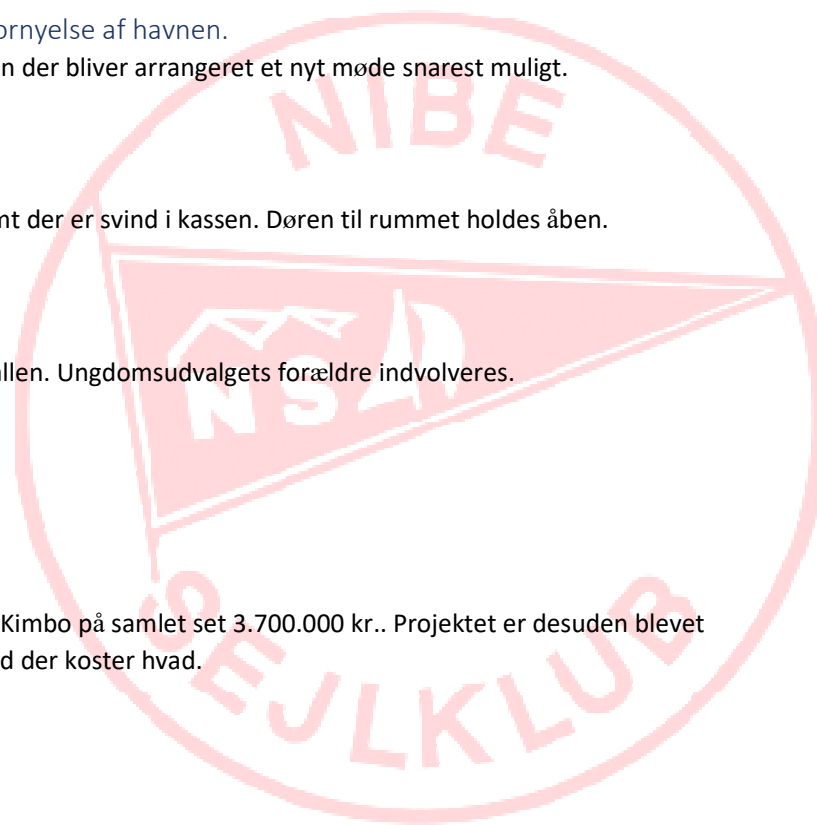 ornyelse af havnen.
n der bliver arrangeret et nyt møde snarest muligt.
NIBE
nt der er svind i kassen. Døren til rummet holdes åben.
allen. Ungdomsudvalgets forældre indvolveres.
NS
Kimbo på samlet set 3.700.000 kr.. Projektet er desuden blevet
d der koster hvad.
SEJLKLUB